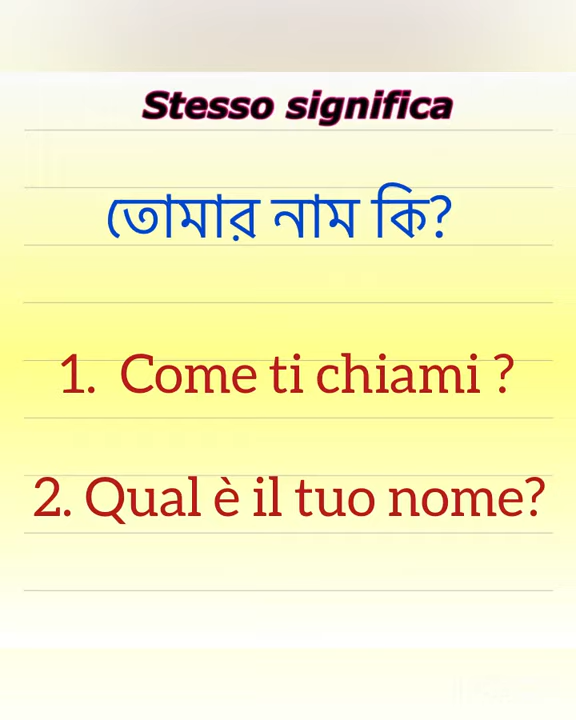 Stesso significa
তোমার নাম কি?
1. Come ti chiami ?
2. Qual è il tuo nome?